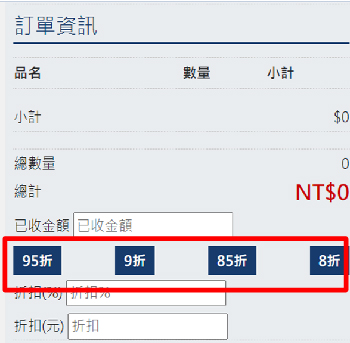 訂單資訊
品名 數量 小計
小計 $0
總數量 0
總計 NT$0
已收金額 已收金額
95折 9折 85折 8折
折扣(%) 折扣%
折扣(元) 折扣